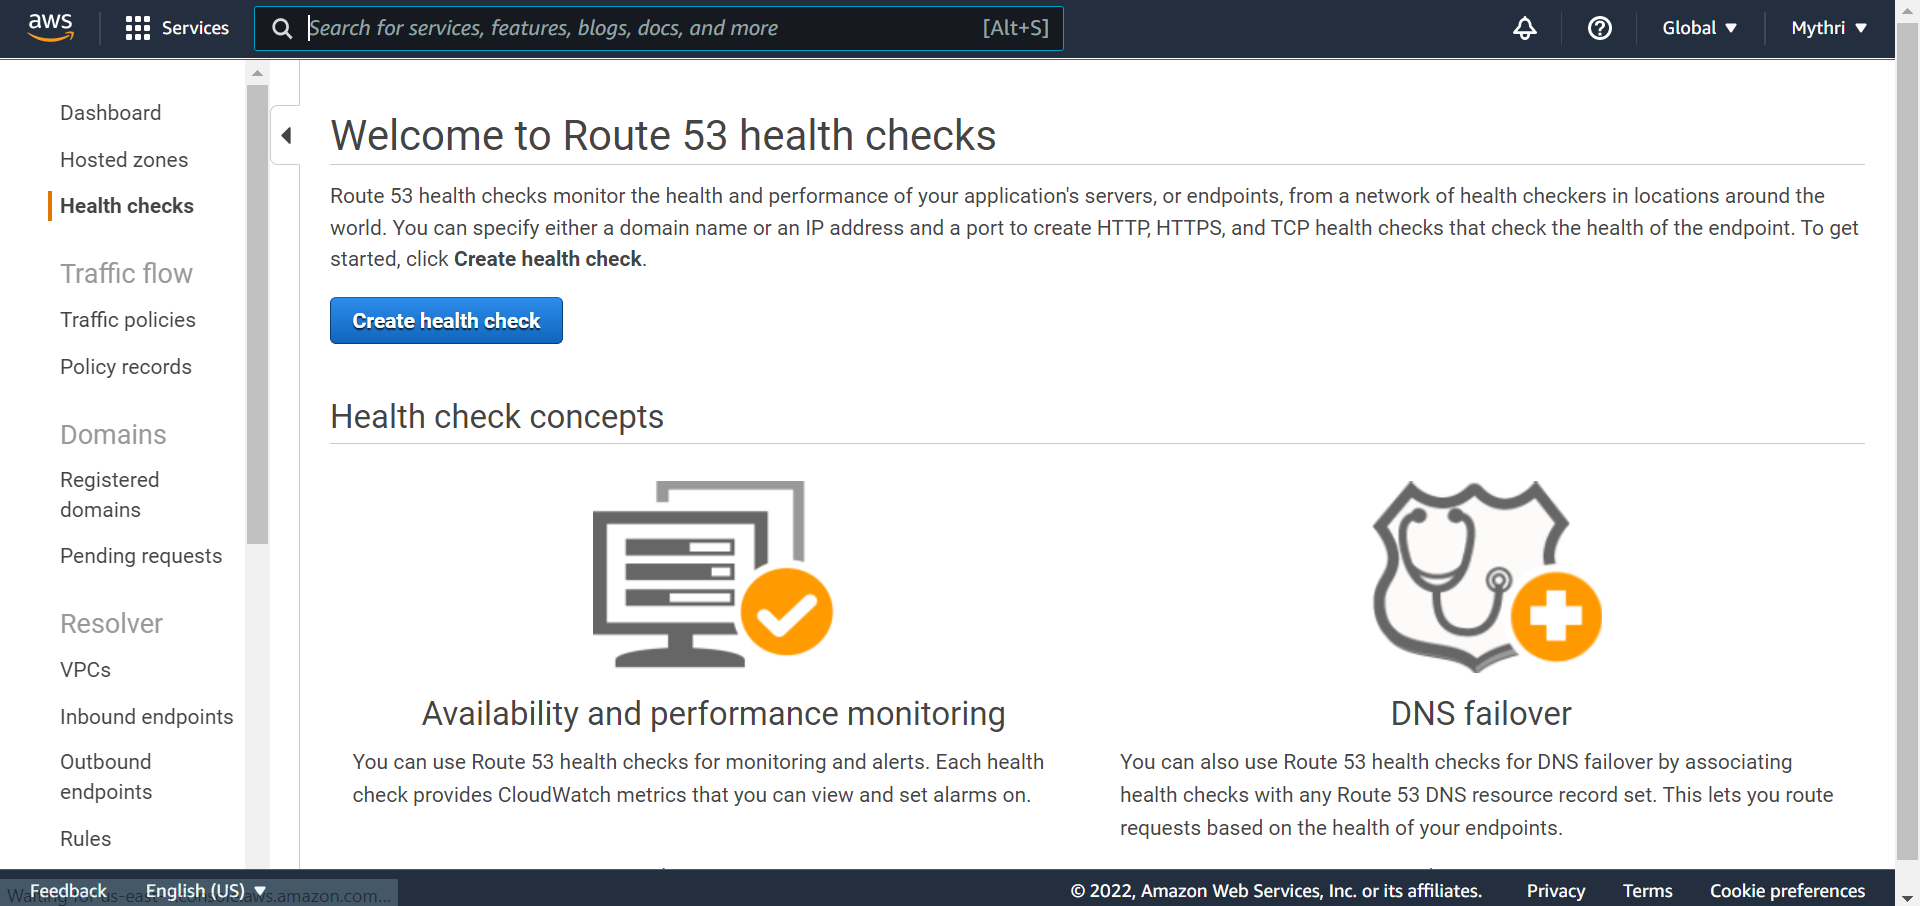 aws
Services
Search for services, features, blogs, docs, and more
[Alt+S]
Global ▼
Mythri ▼
Dashboard
Hosted zones
Health checks
Traffic flow
Traffic policies
Policy records
Domains
Registered
domains
Pending requests
Resolver
VPCs
Inbound endpoints
Outbound
endpoints
Rules
Welcome to Route 53 health checks
Route 53 health checks monitor the health and performance of your application's servers, or endpoints, from a network of health checkers in locations around the
world. You can specify either a domain name or an IP address and a port to create HTTP, HTTPS, and TCP health checks that check the health of the endpoint. To get
started, click Create health check.
Create health check
Health check concepts
Availability and performance monitoring
You can use Route 53 health checks for monitoring and alerts. Each health
check provides CloudWatch metrics that you can view and set alarms on.
DNS failover
You can also use Route 53 health checks for DNS failover by associating
health checks with any Route 53 DNS resource record set. This lets you route
requests based on the health of your endpoints.
Feedback
English (US) ▼
© 2022, Amazon Web Services, Inc. or its affiliates.
Privacy
Terms
Cookie preferences